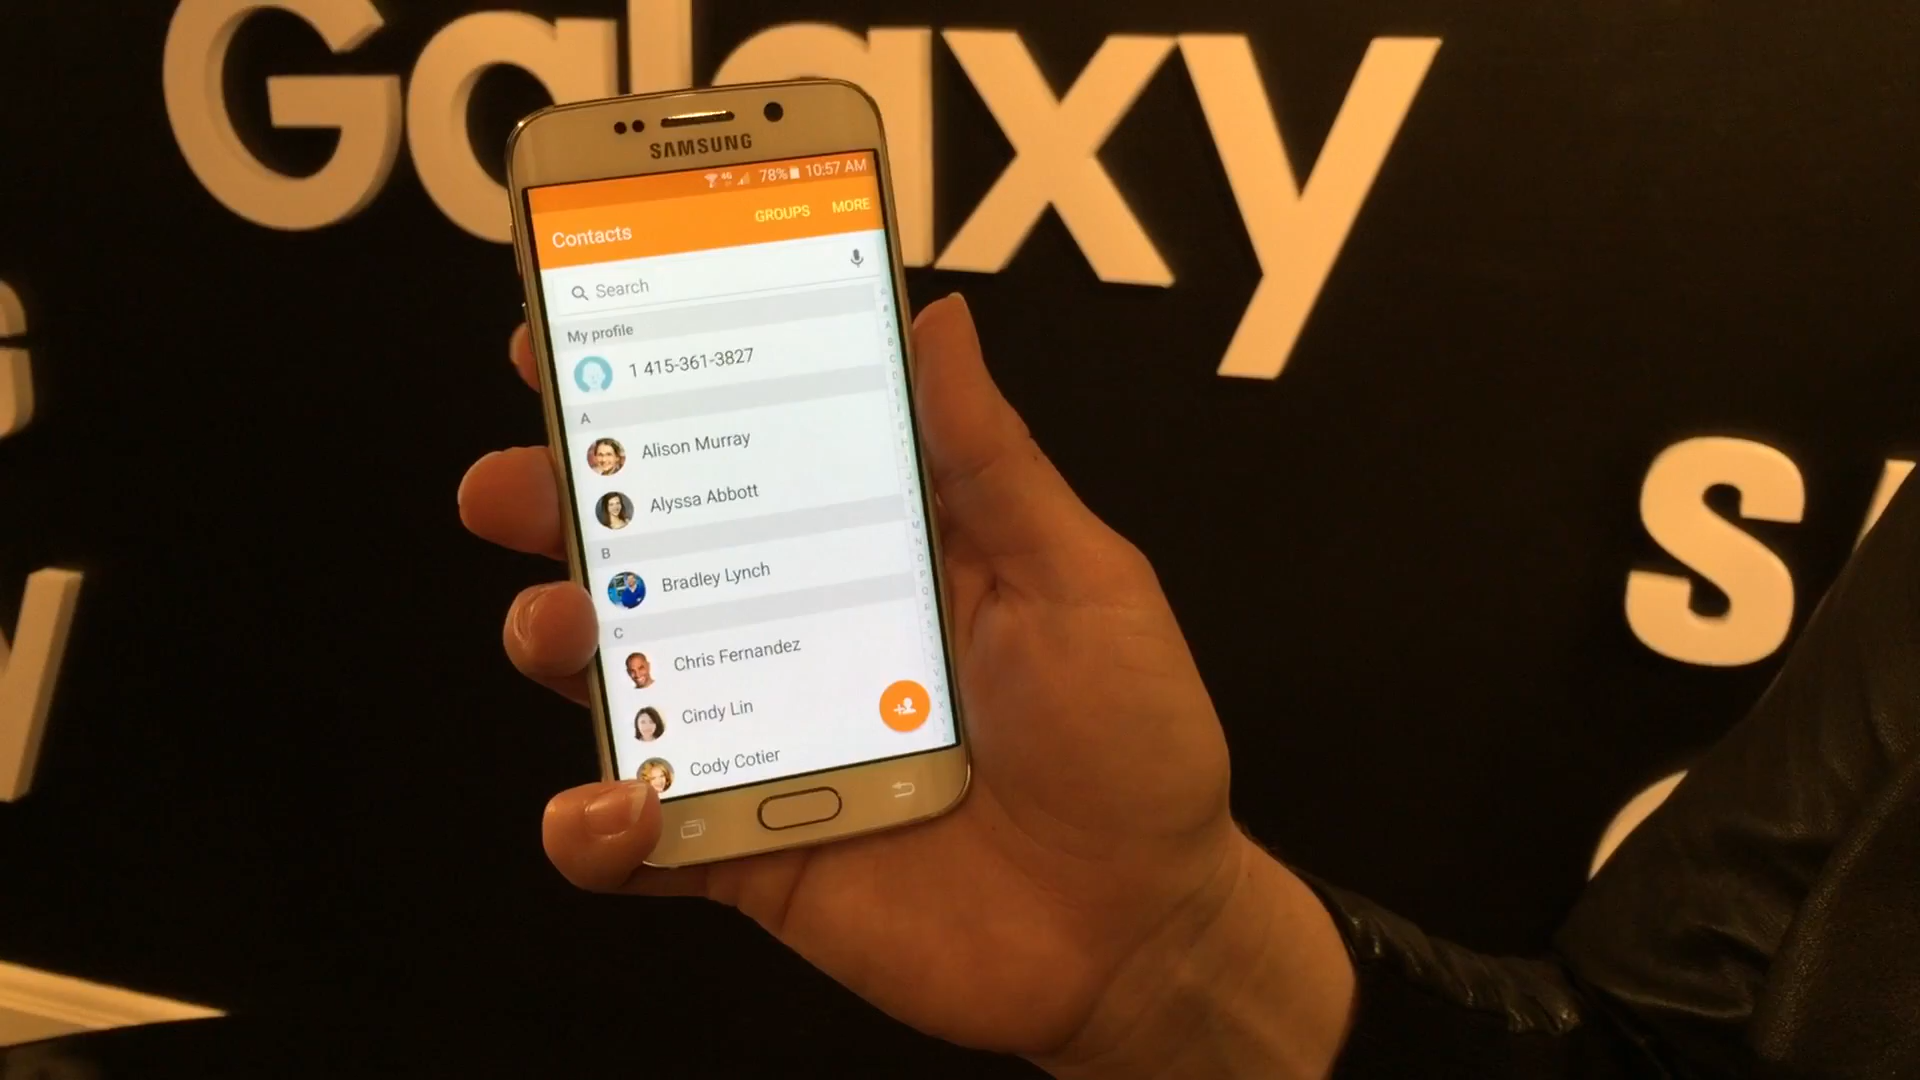 Galaxy
SAMSUNG
4G 78% 10:57 AM
Contacts
GROUPS MORE
Search
My profile
1 415-361-3827
A
Alison Murray
Alyssa Abbott
B
Bradley Lynch
C
Chris Fernandez
Cindy Lin
Cody Cotier
S